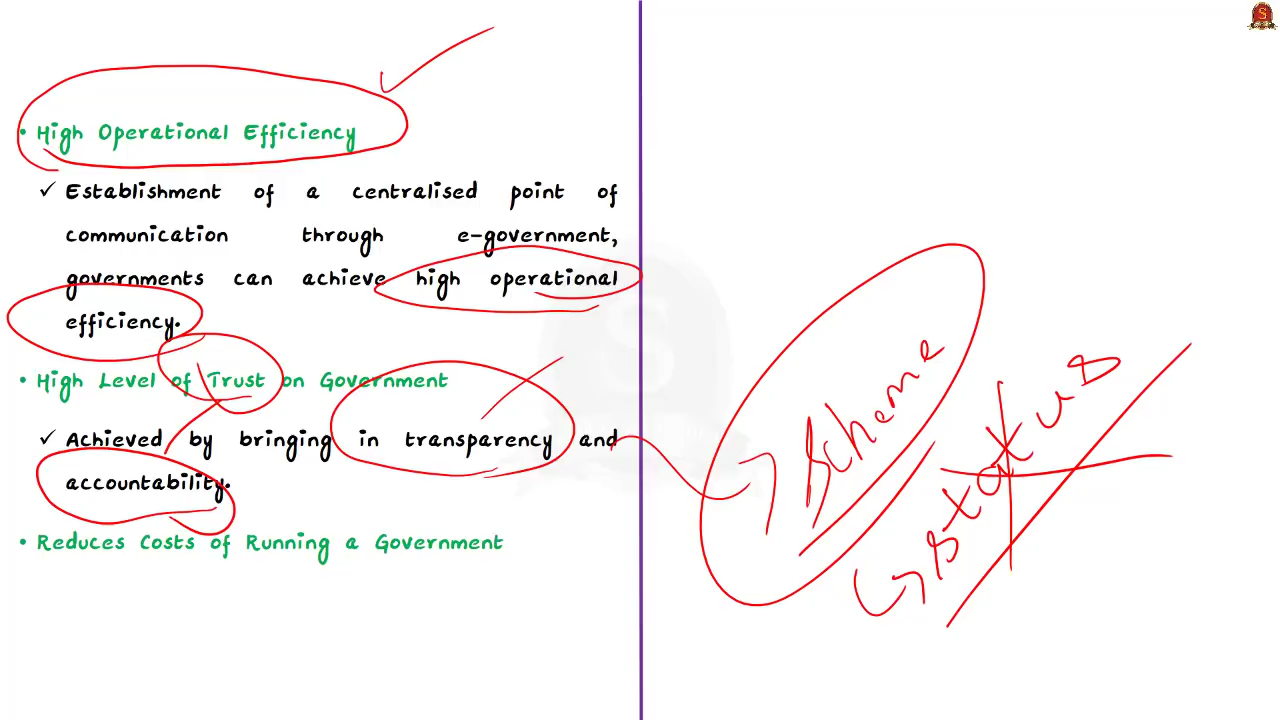 • High Operational Efficiency
✓ Establishment of a centralised point of
communication through e-government,
governments can achieve high operational
efficiency.
• High Level of Trust on Government
✓ Achieved by bringing in transparency and
accountability.
• Reduces Costs of Running a Government
Scheme
status
S